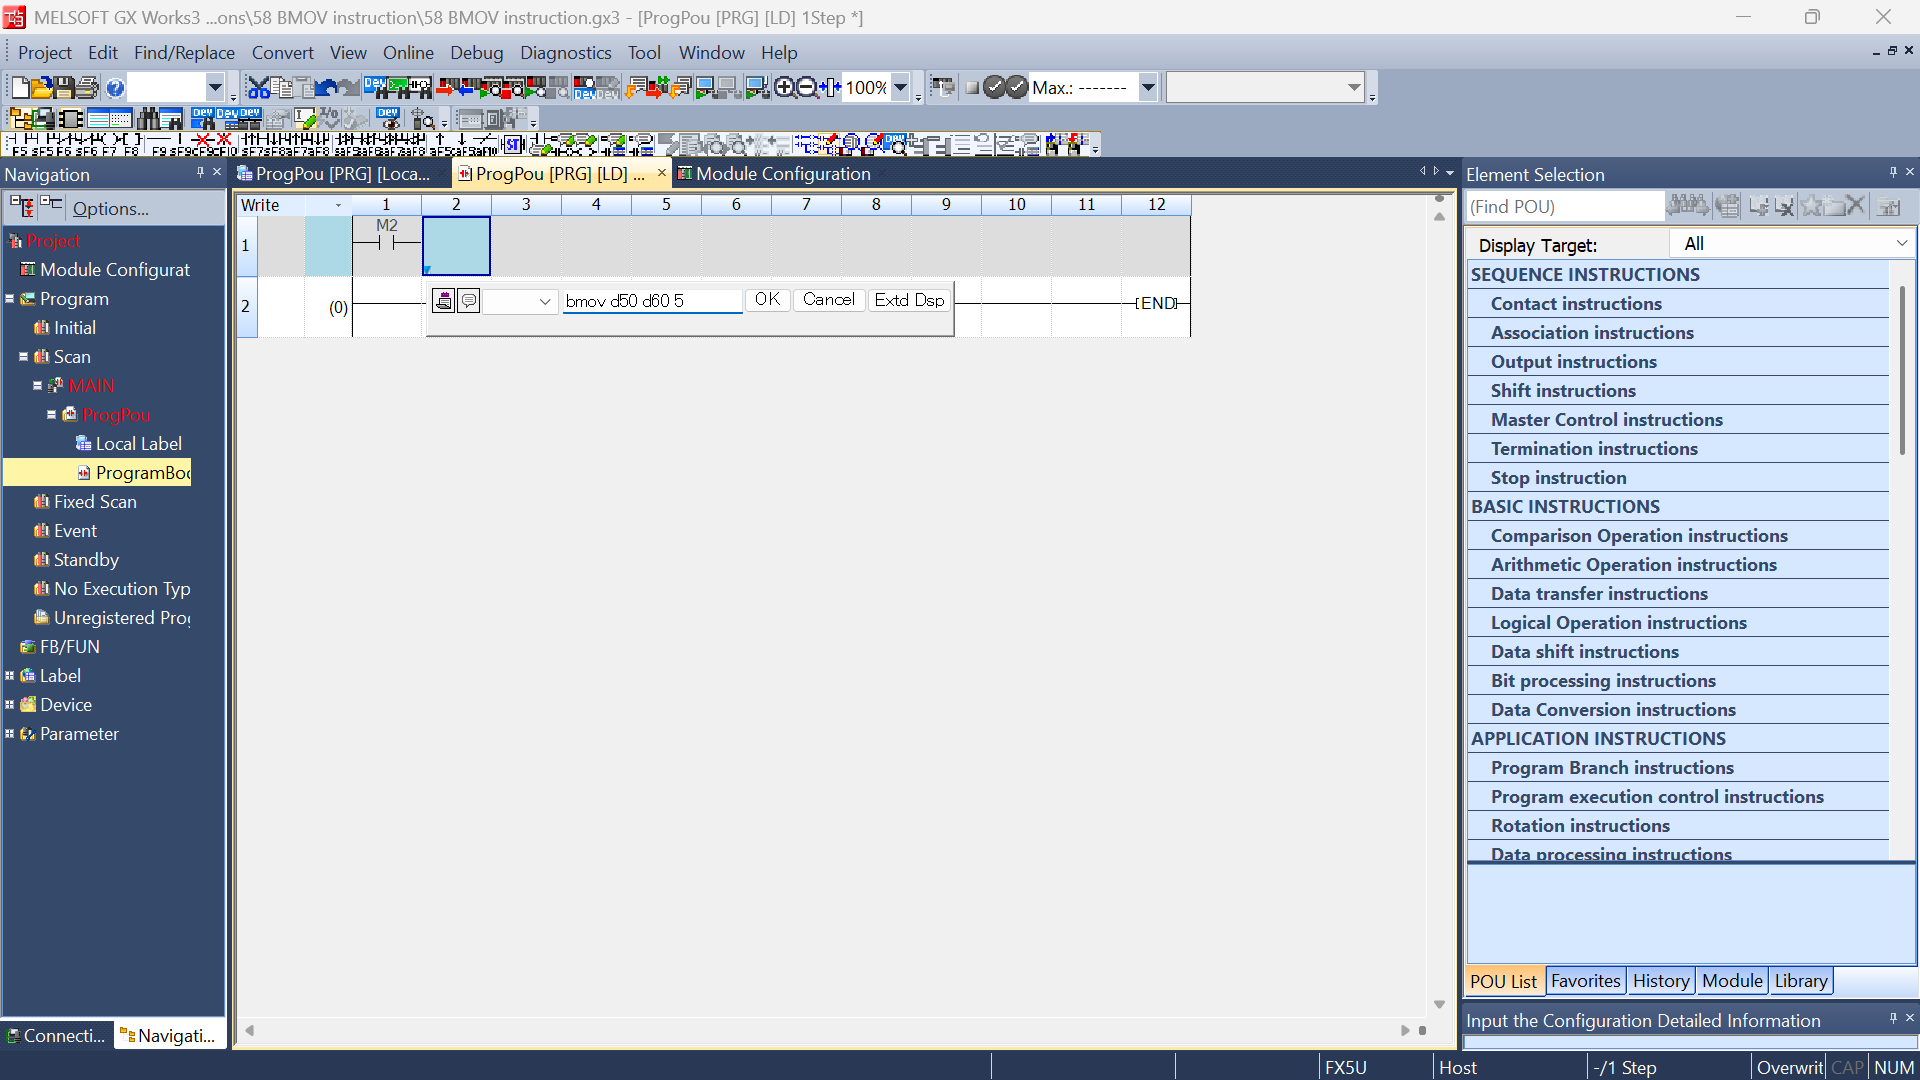 MELSOFT GX Works3 ...ons\58 BMOV instruction\58 BMOV instruction.gx3 - [ProgPou [PRG] [LD] 1Step *]
Project Edit Find/Replace Convert View Online Debug Diagnostics Tool Window Help
100% Max.: -------
Navigation
ProgPou [PRG] [Loca...
ProgPou [PRG] [LD] ...
Module Configuration
Element Selection
Options...
Project
Module Configurat
Program
Initial
Scan
MAIN
ProgPou
Local Label
ProgramBo
Fixed Scan
Event
Standby
No Execution Typ
Unregistered Pro
FB/FUN
Label
Device
Parameter
Connecti...
Navigati...
Write 1 2 3 4 5 6 7 8 9 10 11 12
1 M2
2 (0) bmov d50 d60 5 OK Cancel Extd Dsp [END]
(Find POU)
Display Target: All
SEQUENCE INSTRUCTIONS
Contact instructions
Association instructions
Output instructions
Shift instructions
Master Control instructions
Termination instructions
Stop instruction
BASIC INSTRUCTIONS
Comparison Operation instructions
Arithmetic Operation instructions
Data transfer instructions
Logical Operation instructions
Data shift instructions
Bit processing instructions
Data Conversion instructions
APPLICATION INSTRUCTIONS
Program Branch instructions
Program execution control instructions
Rotation instructions
Data processing instructions
POU List Favorites History Module Library
Input the Configuration Detailed Information
FX5U Host -/1 Step Overwrit CAP NUM